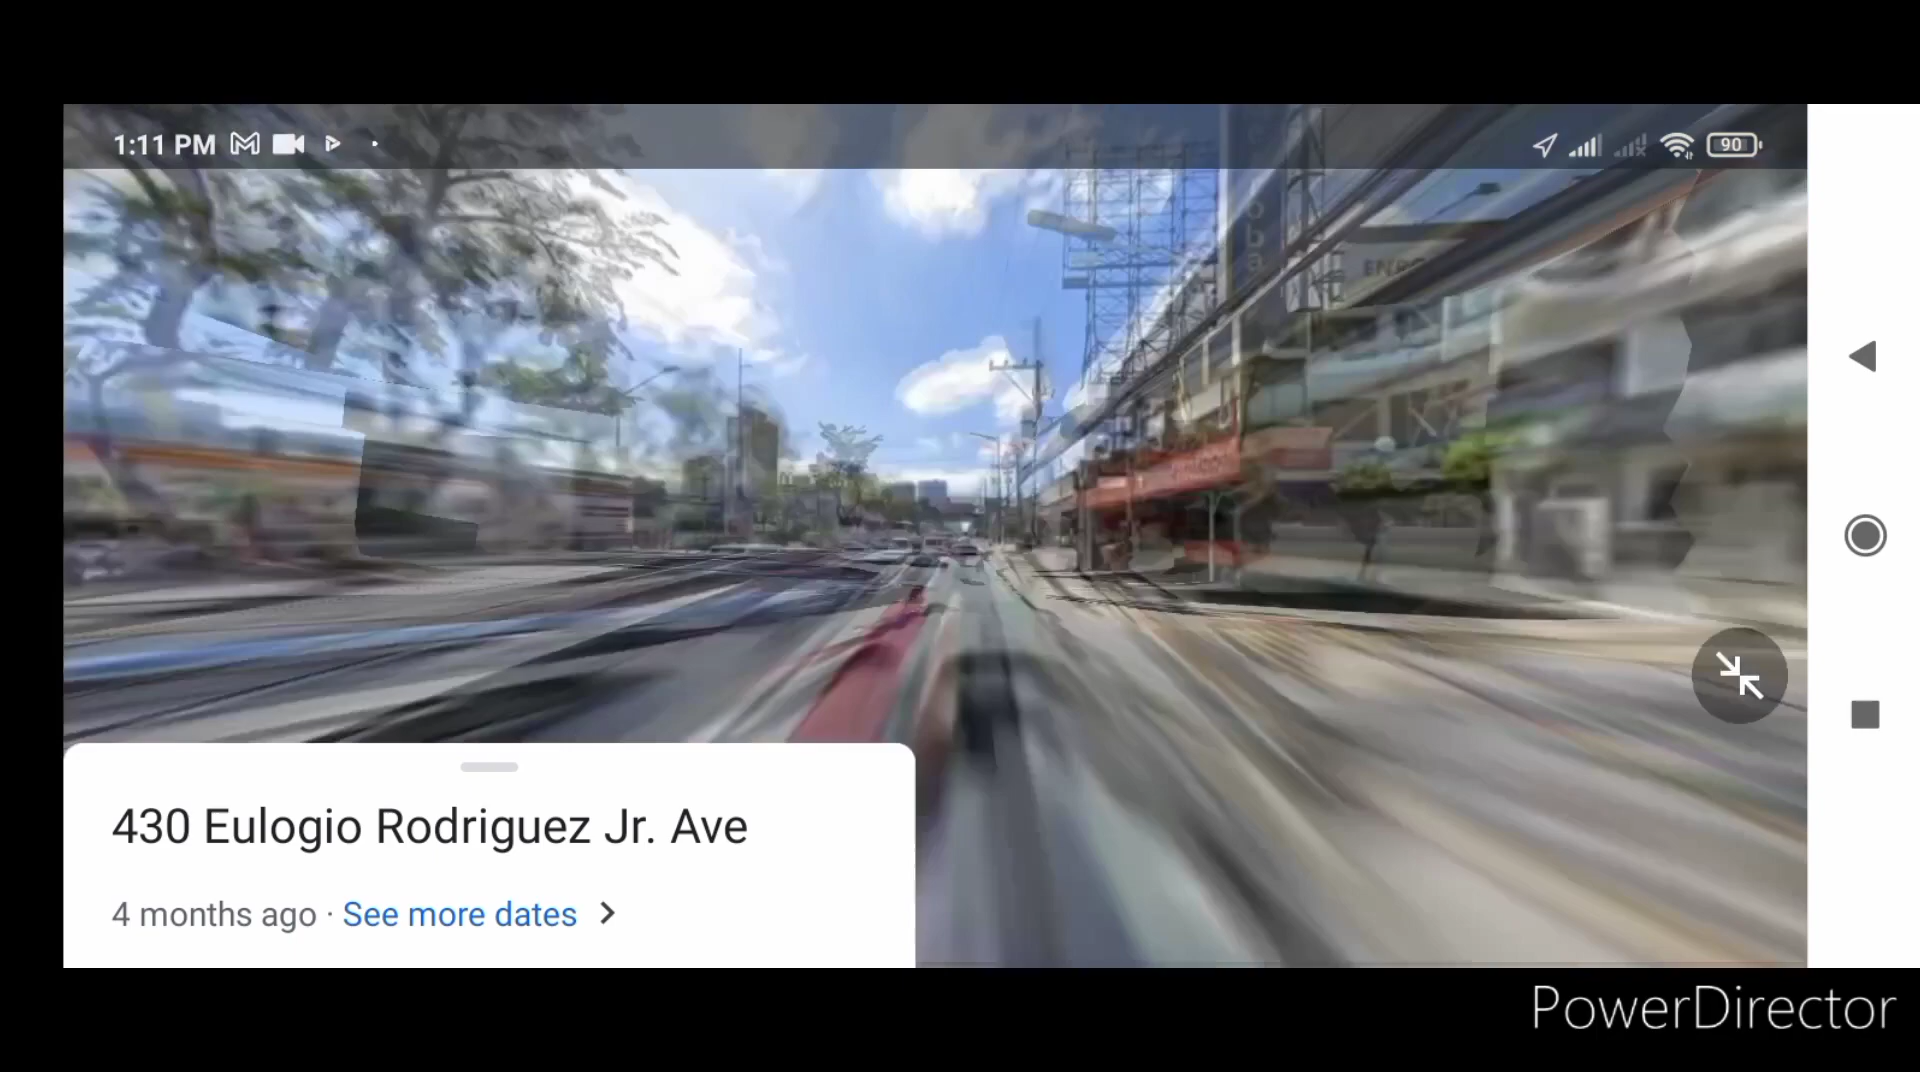 1:11 PM
90
430 Eulogio Rodriguez Jr. Ave
4 months ago · See more dates
PowerDirector